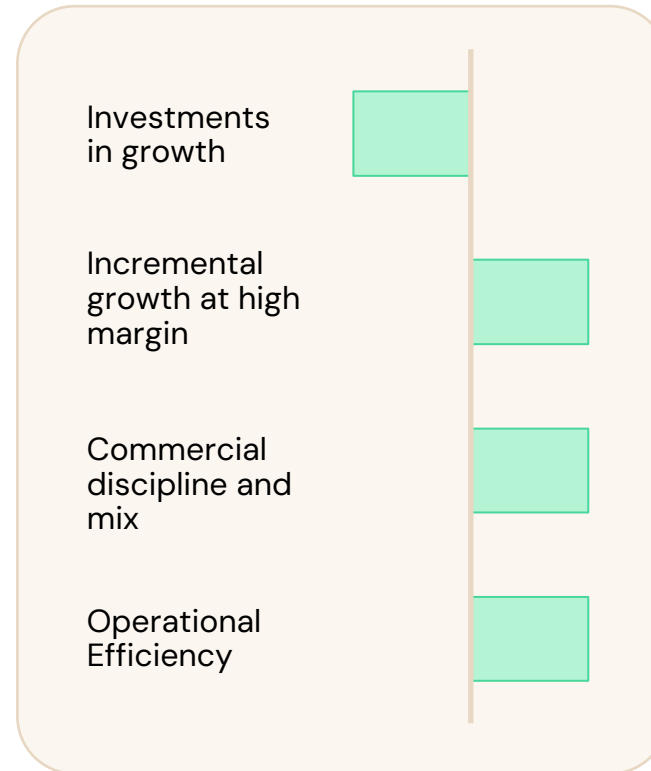 Investments
in growth
Incremental
growth at high
margin
Commercial
discipline and
mix
Operational
Efficiency